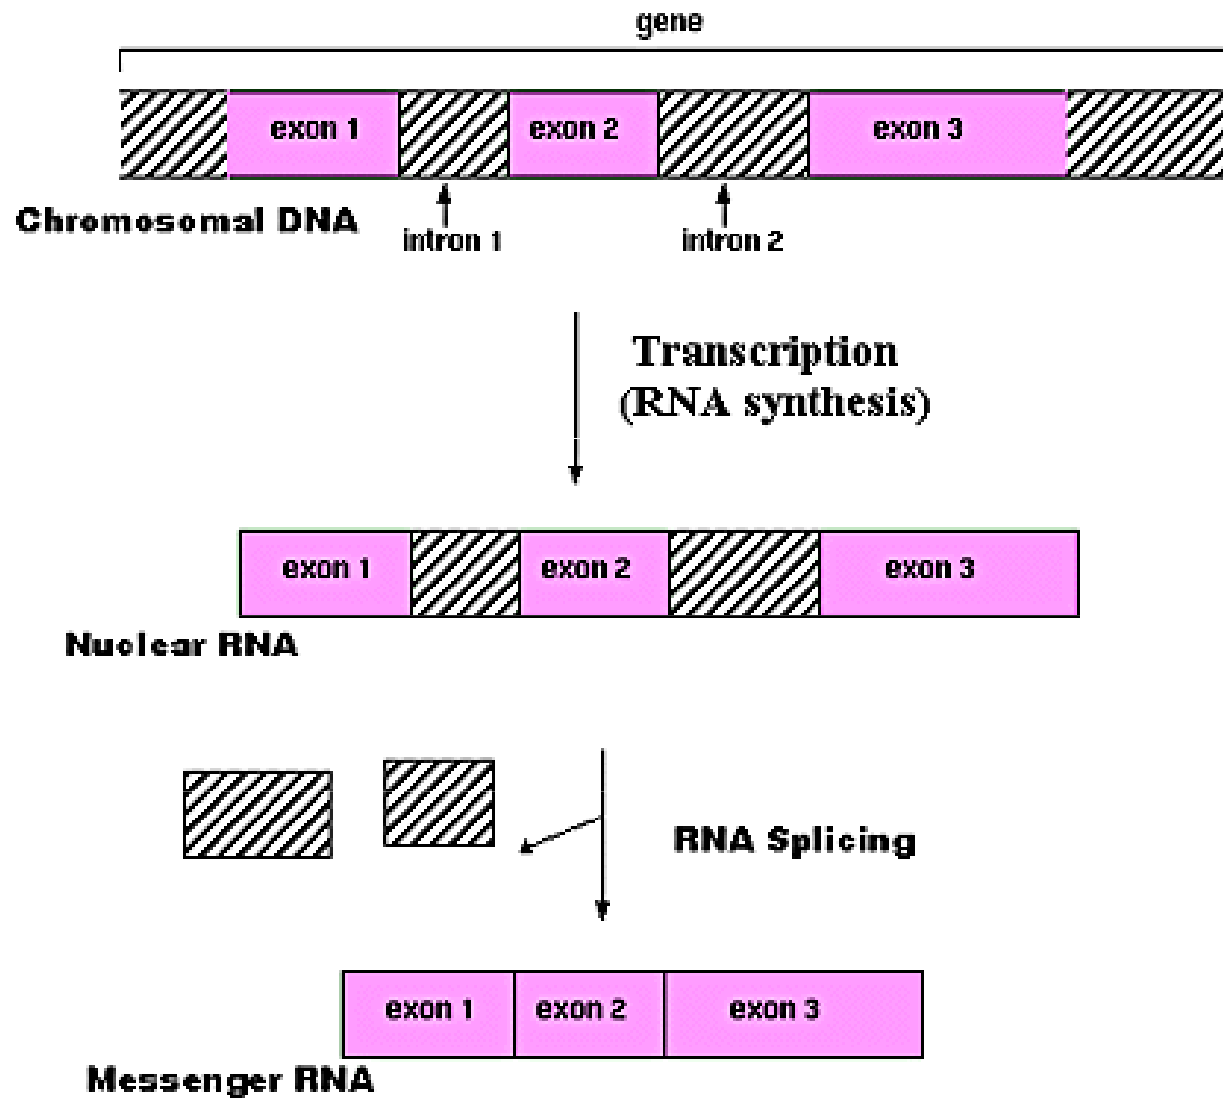 gene
exon 1
exon 2
exon 3
Chromosomal DNA
intron 1
intron 2
Transcription
(RNA synthesis)
exon 1
exon 2
exon 3
Nuclear RNA
RNA Splicing
exon 1
exon 2
exon 3
Messenger RNA